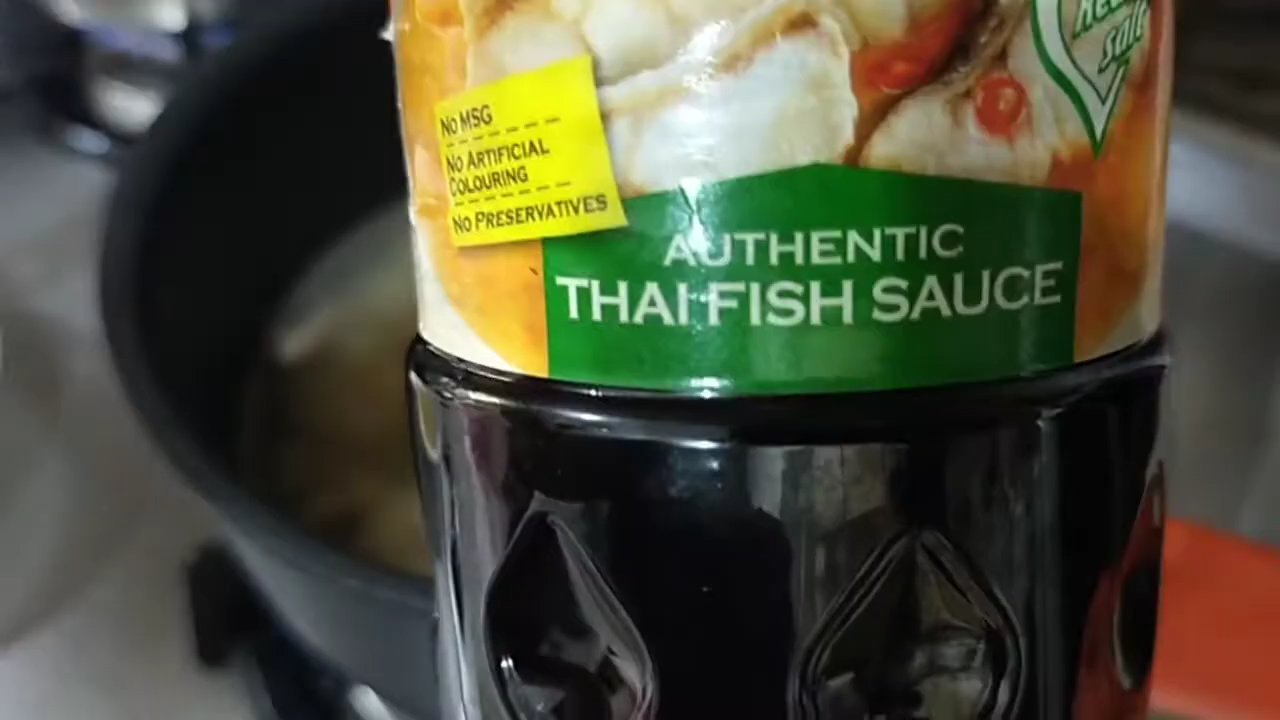 No MSG
No ARTIFICIAL
COLOURING
No PRESERVATIVES
AUTHENTIC
THAI FISH SAUCE